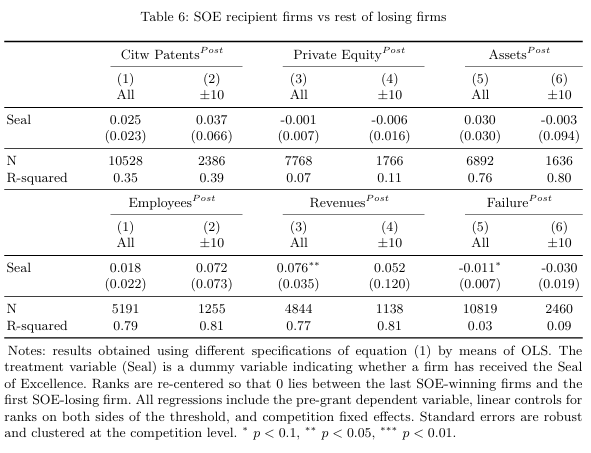 Table 6: SOE recipient firms vs rest of losing firms
Citw Patents^Post Private Equity^Post Assets^Post
(1) (2) (3) (4) (5) (6)
All ±10 All ±10 All ±10
Seal 0.025 0.037 -0.001 -0.006 0.030 -0.003
(0.023) (0.066) (0.007) (0.016) (0.030) (0.094)
N 10528 2386 7768 1766 6892 1636
R-squared 0.35 0.39 0.07 0.11 0.76 0.80
Employees^Post Revenues^Post Failure^Post
(1) (2) (3) (4) (5) (6)
All ±10 All ±10 All ±10
Seal 0.018 0.072 0.076** 0.052 -0.011* -0.030
(0.022) (0.073) (0.035) (0.120) (0.007) (0.019)
N 5191 1255 4844 1138 10819 2460
R-squared 0.79 0.81 0.77 0.81 0.03 0.09
Notes: results obtained using different specifications of equation (1) by means of OLS. The
treatment variable (Seal) is a dummy variable indicating whether a firm has received the Seal
of Excellence. Ranks are re-centered so that 0 lies between the last SOE-winning firms and the
first SOE-losing firm. All regressions include the pre-grant dependent variable, linear controls for
ranks on both sides of the threshold, and competition fixed effects. Standard errors are robust
and clustered at the competition level. * p < 0.1, ** p < 0.05, *** p < 0.01.